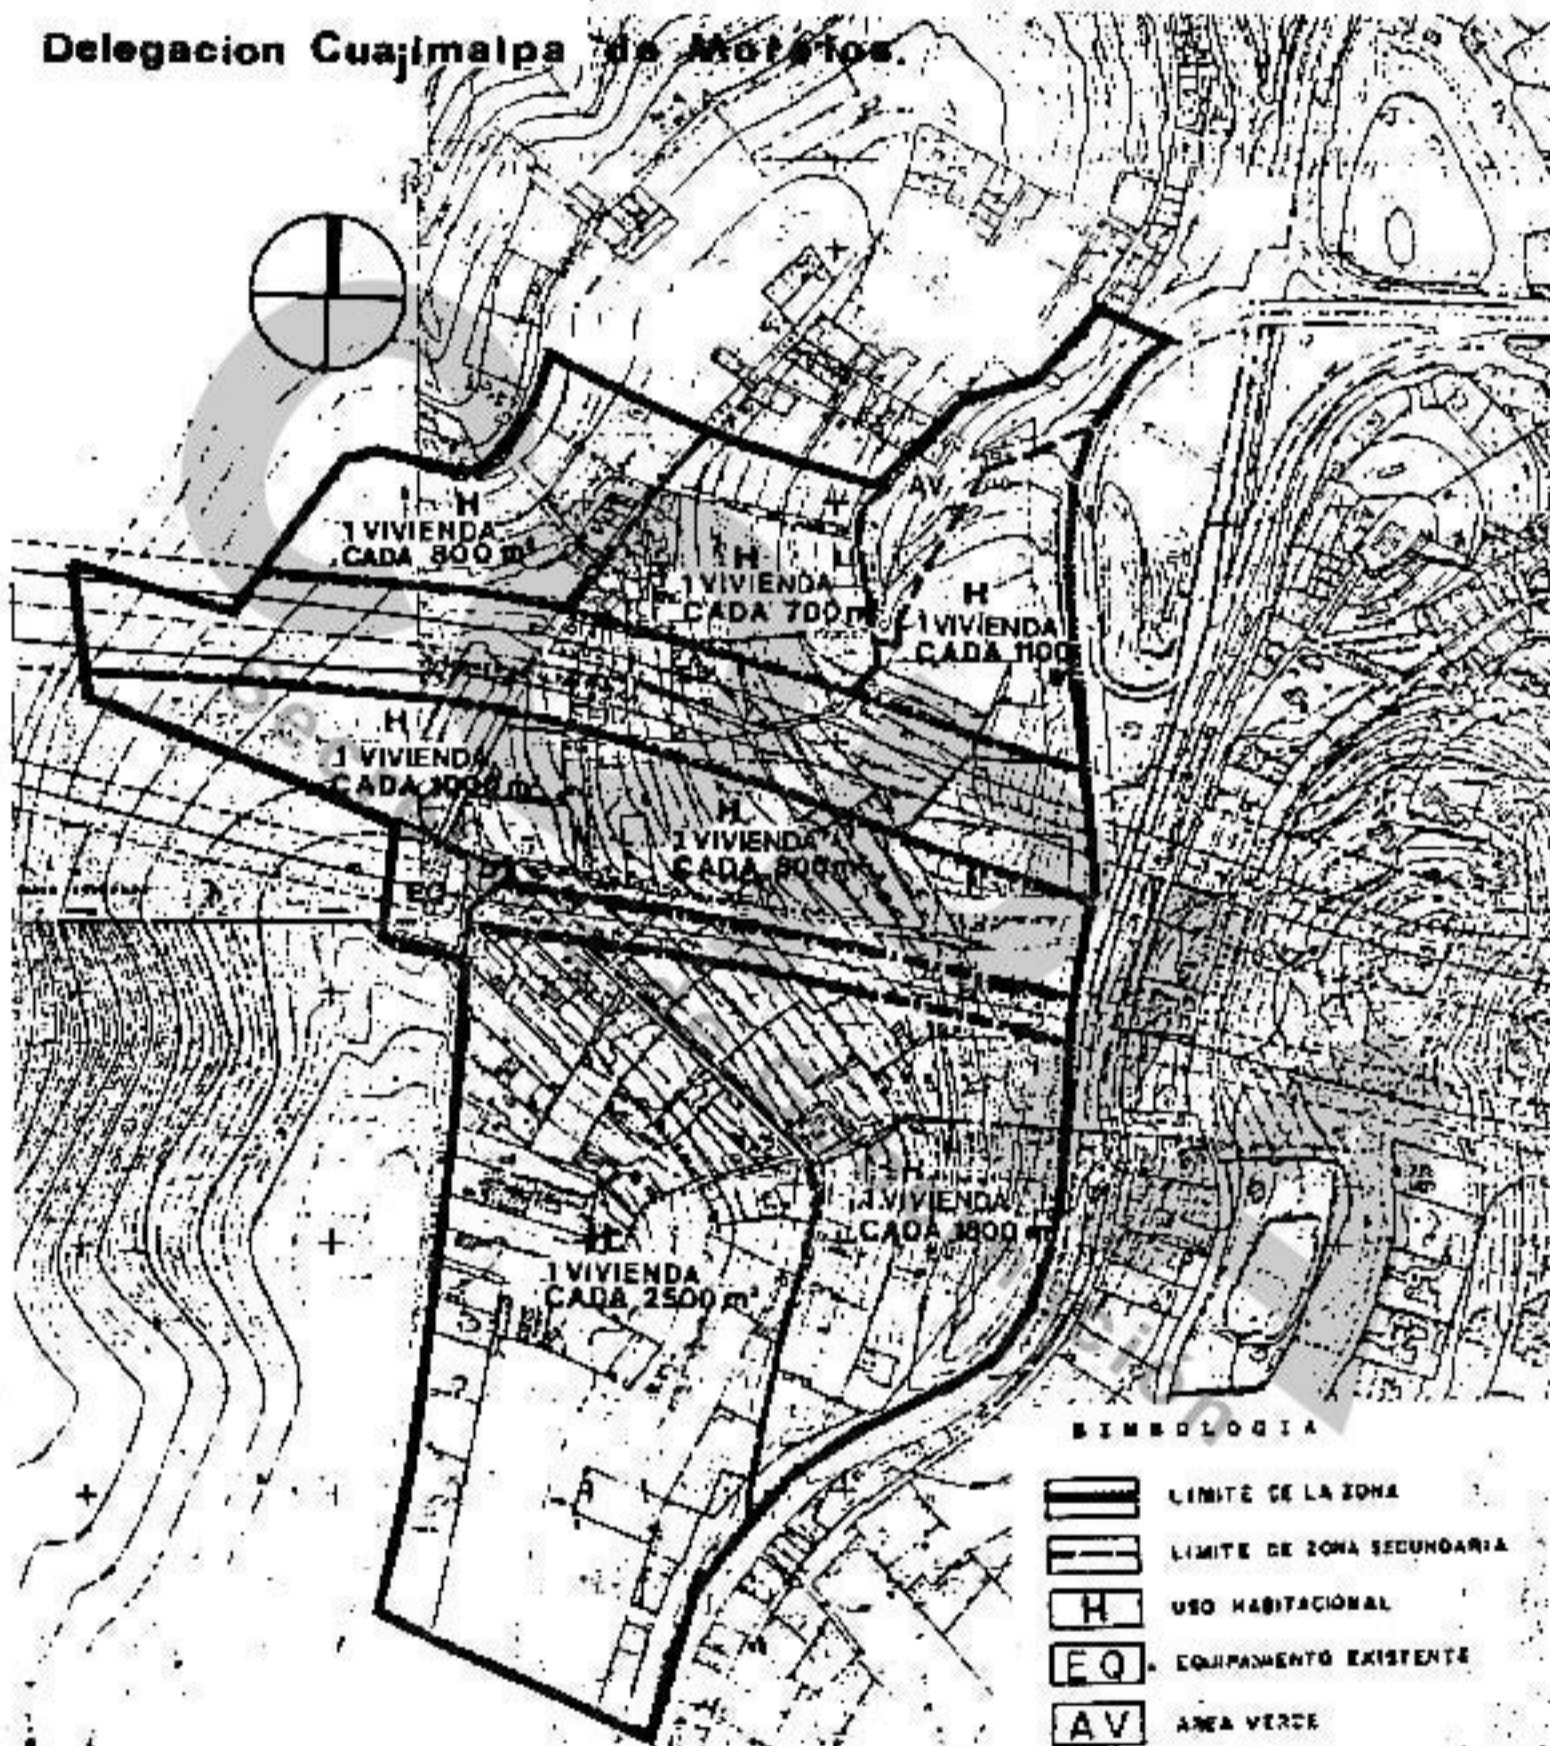 Delegacion Cuajimalpa de Morelos.
H
1 VIVIENDA
CADA 800 m²
H
1 VIVIENDA
CADA 700 m
AV
H
1 VIVIENDA
CADA 1100
H
1 VIVIENDA
CADA 1000 m²
H
1 VIVIENDA
CADA 800 m²
EQ
H
1 VIVIENDA
CADA 1800 m
H
1 VIVIENDA
CADA 2500 m²
SIMBOLOGIA
LIMITE DE LA ZONA
LIMITE DE ZONA SECUNDARIA
H USO HABITACIONAL
EQ. EQUIPAMIENTO EXISTENTE
AV AREA VERDE